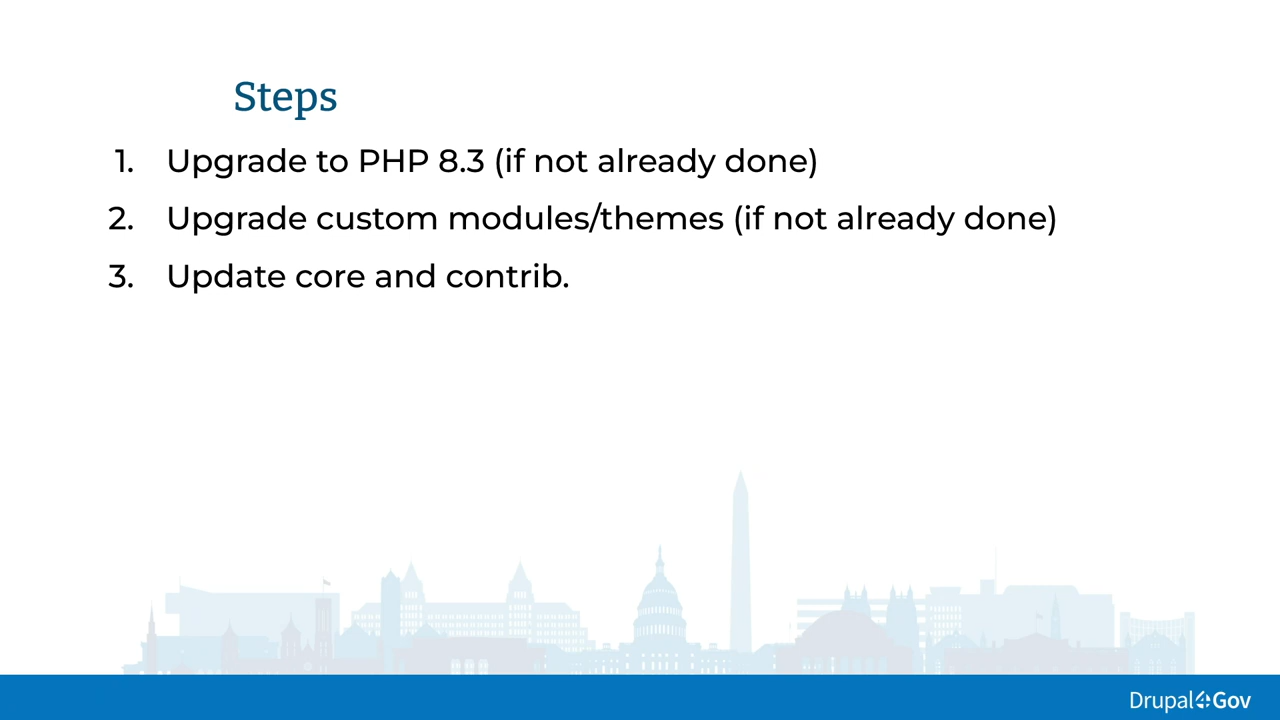 Steps
1. Upgrade to PHP 8.3 (if not already done)
2. Upgrade custom modules/themes (if not already done)
3. Update core and contrib.
Drupal4Gov